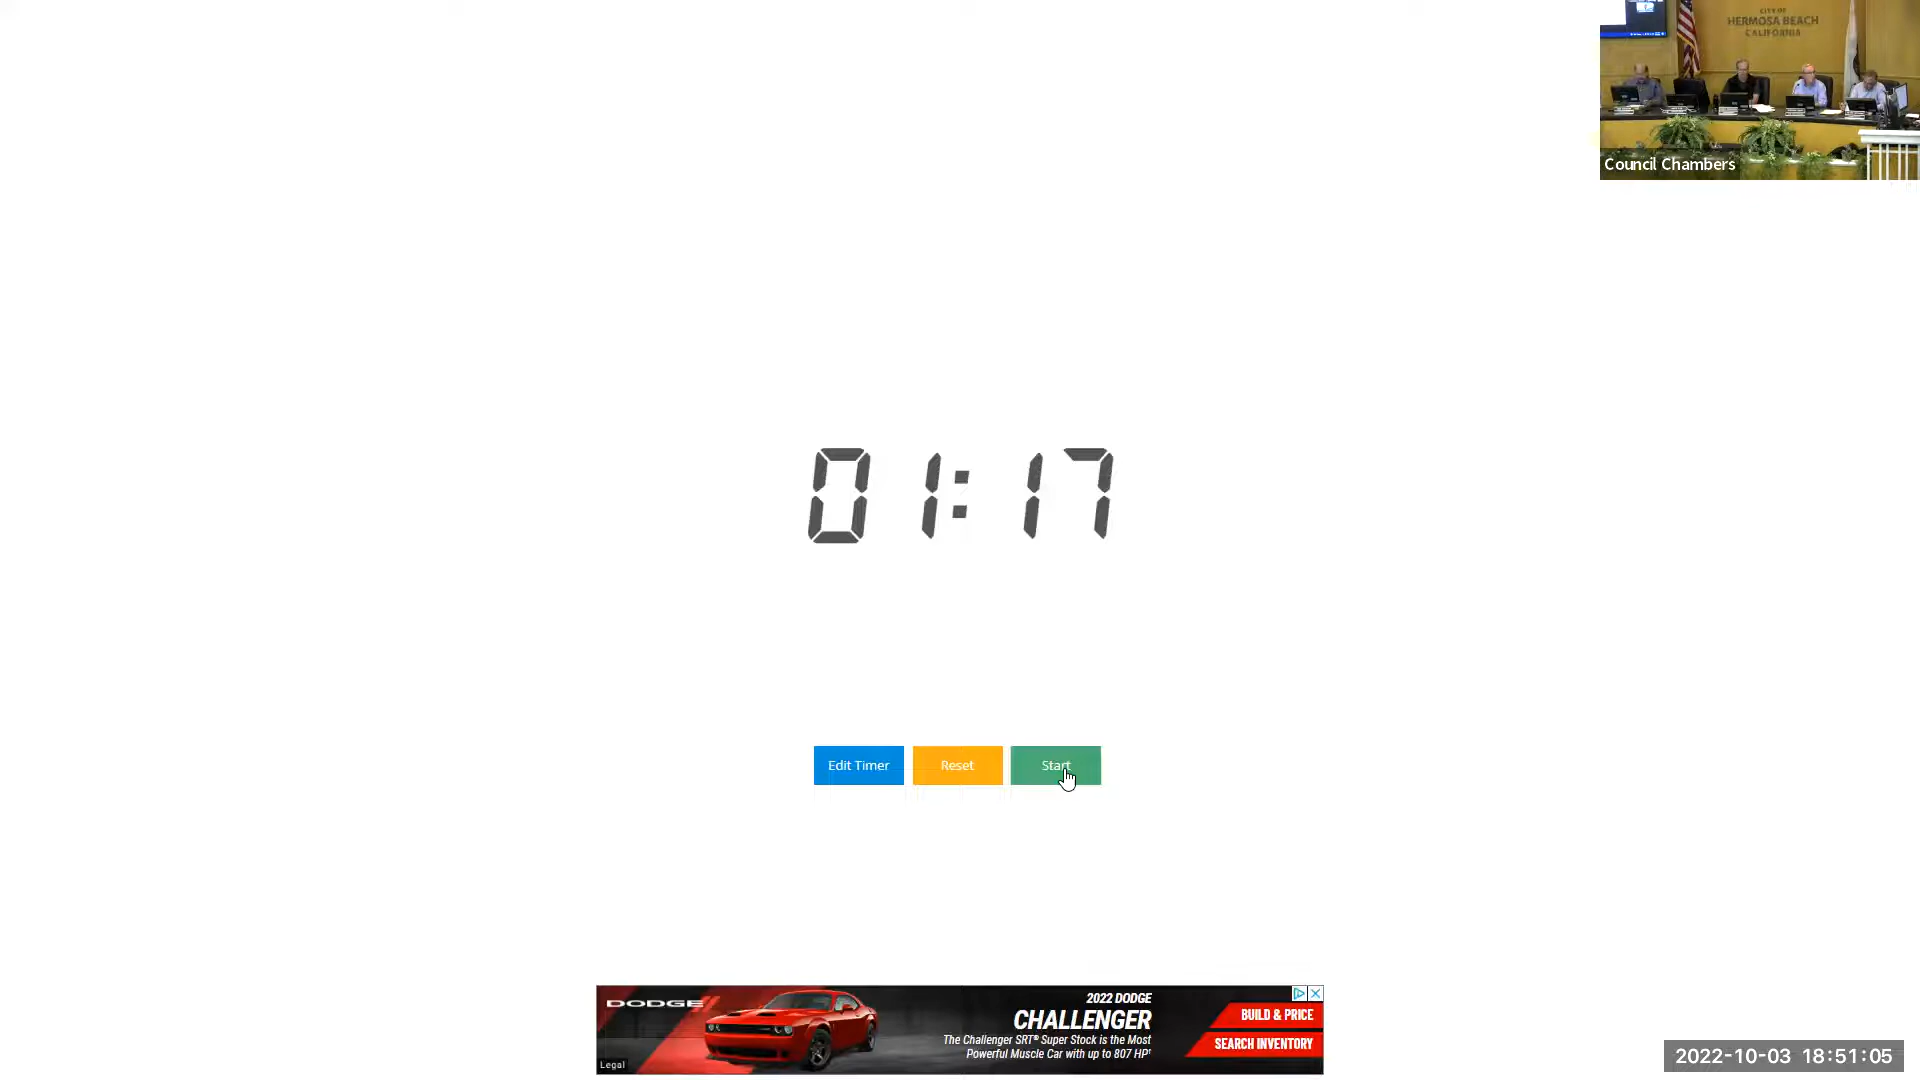 CITY OF
HERMOSA BEACH
CALIFORNIA
Council Chambers
01:17
Edit Timer
Reset
Start
DODGE
2022 DODGE
CHALLENGER
The Challenger SRT® Super Stock is the Most
Powerful Muscle Car with up to 807 HP†
BUILD & PRICE
SEARCH INVENTORY
Legal
2022-10-03 18:51:05